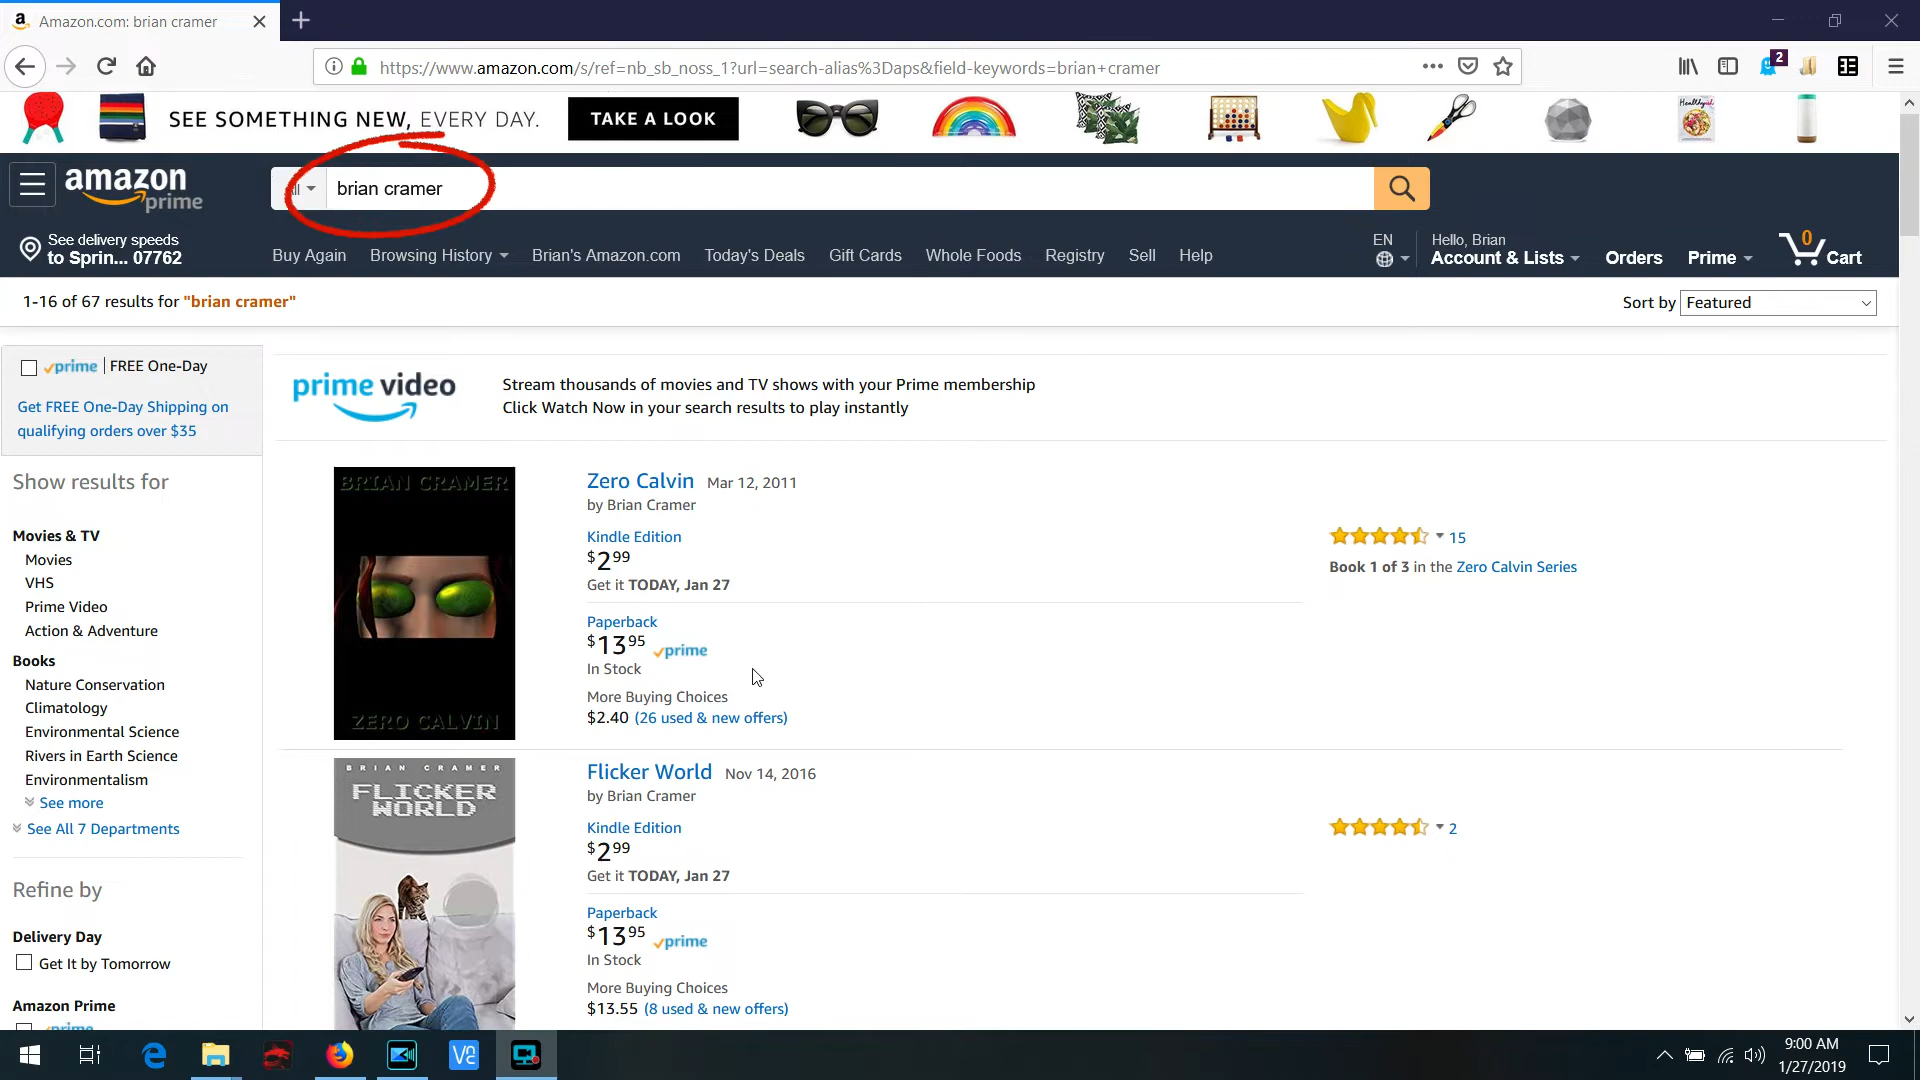 Amazon.com: brian cramer
https://www.amazon.com/s/ref=nb_sb_noss_1?url=search-alias%3Daps&field-keywords=brian+cramer
2
SEE SOMETHING NEW, EVERY DAY.
TAKE A LOOK
Healthyish
amazon
prime
brian cramer
See delivery speeds
to Sprin... 07762
Buy Again
Browsing History
Brian's Amazon.com
Today's Deals
Gift Cards
Whole Foods
Registry
Sell
Help
EN
Hello, Brian
Account & Lists
Orders
Prime
0
Cart
1-16 of 67 results for "brian cramer"
Sort by Featured
prime | FREE One-Day
Get FREE One-Day Shipping on
qualifying orders over $35
Show results for
Movies & TV
Movies
VHS
Prime Video
Action & Adventure
Books
Nature Conservation
Climatology
Environmental Science
Rivers in Earth Science
Environmentalism
See more
See All 7 Departments
Refine by
Delivery Day
Get It by Tomorrow
Amazon Prime
prime
prime video
Stream thousands of movies and TV shows with your Prime membership
Click Watch Now in your search results to play instantly
BRIAN CRAMER
ZERO CALVIN
Zero Calvin Mar 12, 2011
by Brian Cramer
Kindle Edition
$2 99
Get it TODAY, Jan 27
Paperback
$13 95 prime
In Stock
More Buying Choices
$2.40 (26 used & new offers)
15
Book 1 of 3 in the Zero Calvin Series
BRIAN CRAMER
FLICKER
WORLD
Flicker World Nov 14, 2016
by Brian Cramer
Kindle Edition
$2 99
Get it TODAY, Jan 27
Paperback
$13 95 prime
In Stock
More Buying Choices
$13.55 (8 used & new offers)
2
9:00 AM
1/27/2019